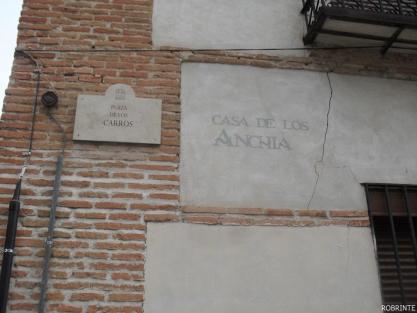 PLAZA
DE LOS
CARROS
CASA DE LOS
ANCHIA
ROBRINTE